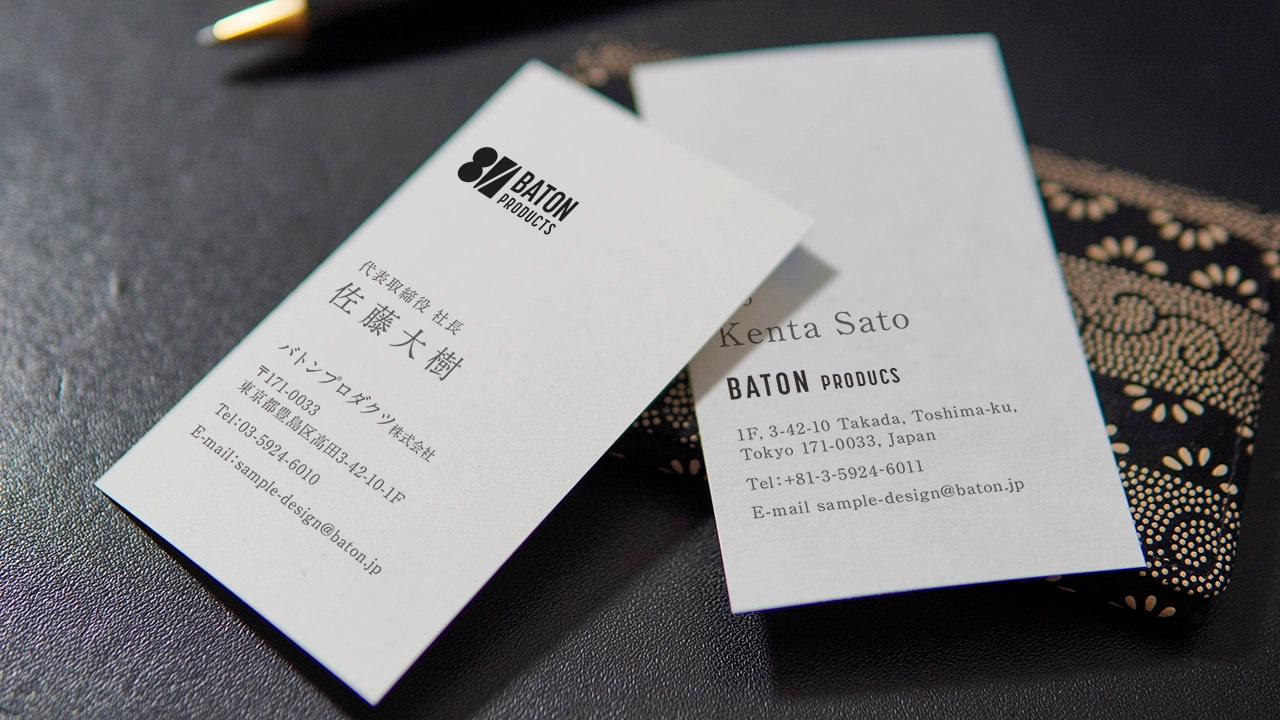 BATON
PRODUCTS
代表取締役 社長
佐藤大樹
バトンプロダクツ株式会社
〒171-0033
東京都豊島区高田3-42-10-1F
Tel:03-5924-6010
E-mail:sample-design@baton.jp
Kenta Sato
BATON PRODUCS
1F, 3-42-10 Takada, Toshima-ku,
Tokyo 171-0033, Japan
Tel:+81-3-5924-6011
E-mail sample-design@baton.jp